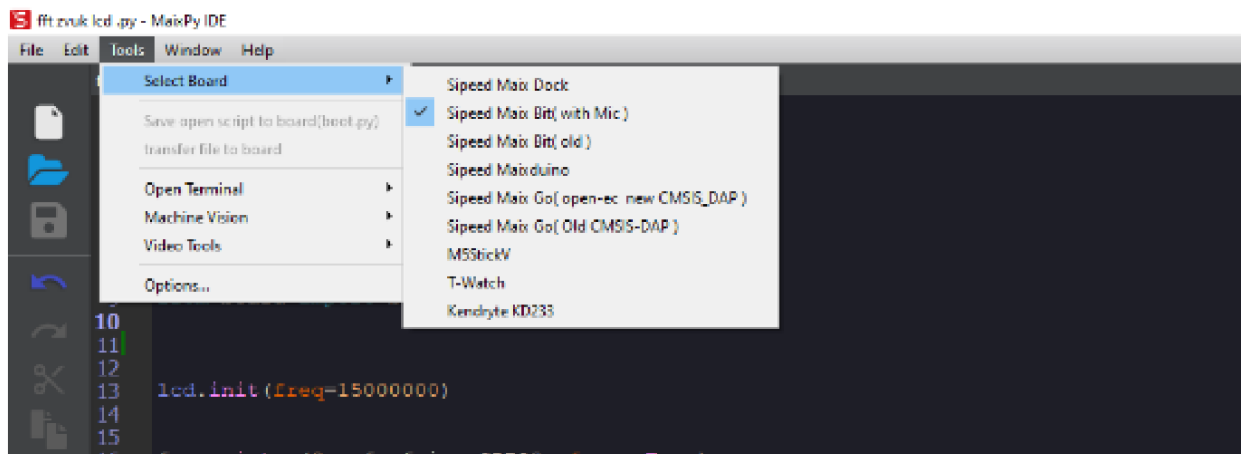 fft zvuk lcd .py - MaixPy IDE
File Edit Tools Window Help
Select Board
Save open script to board(boot.py)
transfer file to board
Open Terminal
Machine Vision
Video Tools
Options...
Sipeed Maix Dock
Sipeed Maix Bit( with Mic )
Sipeed Maix Bit( old )
Sipeed Maixduino
Sipeed Maix Go( open-ec new CMSIS_DAP )
Sipeed Maix Go( Old CMSIS-DAP )
M5StickV
T-Watch
Kendryte KD233
10
11
12
13 lcd.init(freq=15000000)
14
15